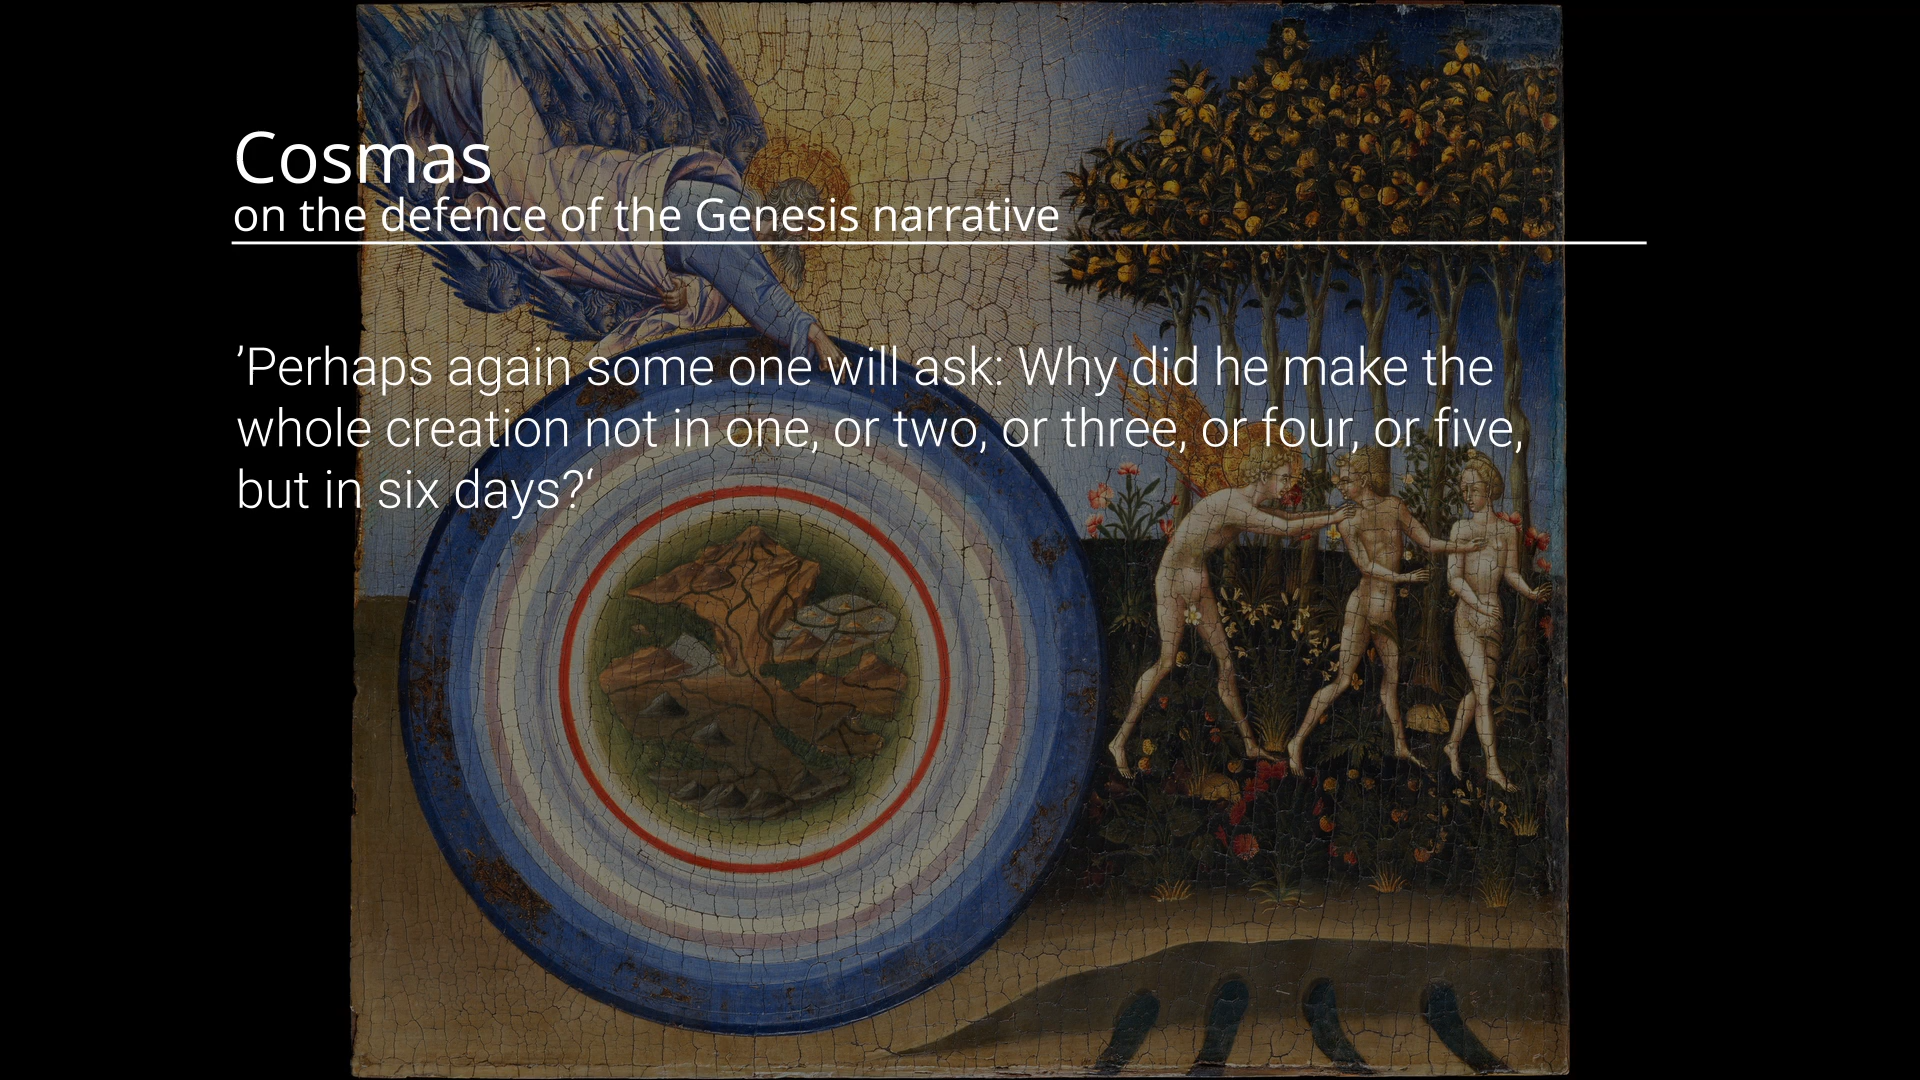 Cosmas
on the defence of the Genesis narrative
’Perhaps again some one will ask: Why did he make the
whole creation not in one, or two, or three, or four, or five,
but in six days?‘